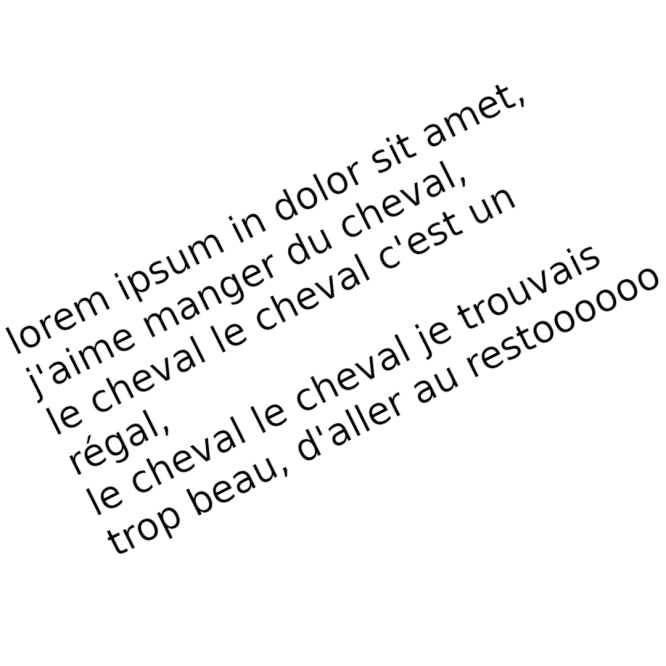 lorem ipsum in dolor sit amet,
j'aime manger du cheval,
le cheval le cheval c'est un
régal,
le cheval le cheval je trouvais
trop beau, d'aller au restoooooo